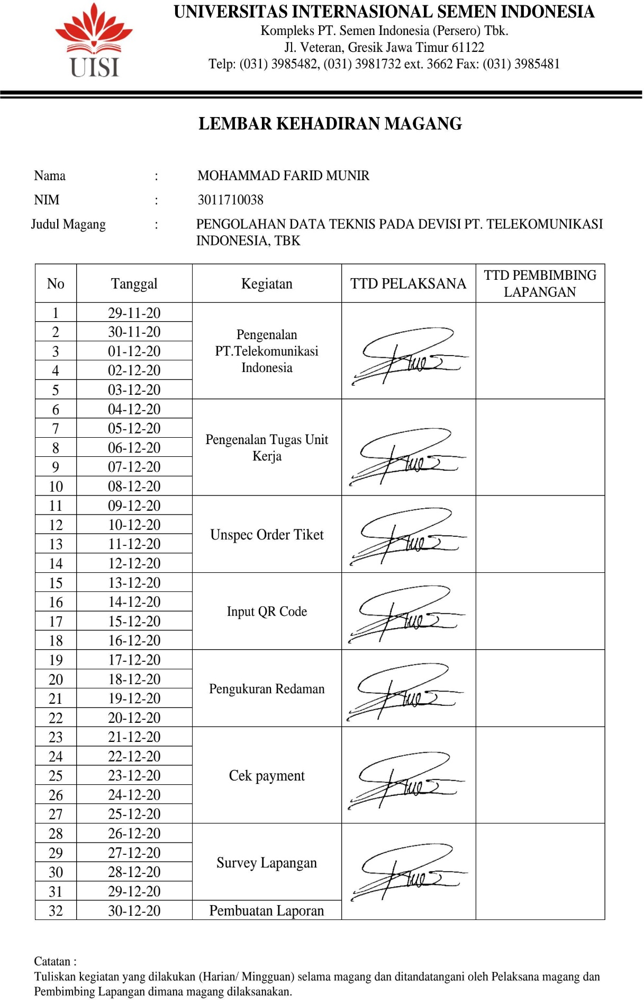 UISI
UNIVERSITAS INTERNASIONAL SEMEN INDONESIA
Kompleks PT. Semen Indonesia (Persero) Tbk.
Jl. Veteran, Gresik Jawa Timur 61122
Telp: (031) 3985482, (031) 3981732 ext. 3662 Fax: (031) 3985481
LEMBAR KEHADIRAN MAGANG
Nama : MOHAMMAD FARID MUNIR
NIM : 3011710038
Judul Magang : PENGOLAHAN DATA TEKNIS PADA DEVISI PT. TELEKOMUNIKASI
INDONESIA, TBK
No Tanggal Kegiatan TTD PELAKSANA TTD PEMBIMBING
LAPANGAN
1 29-11-20
2 30-11-20
3 01-12-20
4 02-12-20
5 03-12-20
Pengenalan
PT.Telekomunikasi
Indonesia
6 04-12-20
7 05-12-20
8 06-12-20
9 07-12-20
10 08-12-20
Pengenalan Tugas Unit
Kerja
11 09-12-20
12 10-12-20
13 11-12-20
14 12-12-20
Unspec Order Tiket
15 13-12-20
16 14-12-20
17 15-12-20
18 16-12-20
Input QR Code
19 17-12-20
20 18-12-20
21 19-12-20
22 20-12-20
Pengukuran Redaman
23 21-12-20
24 22-12-20
25 23-12-20
26 24-12-20
27 25-12-20
Cek payment
28 26-12-20
29 27-12-20
30 28-12-20
31 29-12-20
Survey Lapangan
32 30-12-20 Pembuatan Laporan
Catatan :
Tuliskan kegiatan yang dilakukan (Harian/ Mingguan) selama magang dan ditandatangani oleh Pelaksana magang dan
Pembimbing Lapangan dimana magang dilaksanakan.